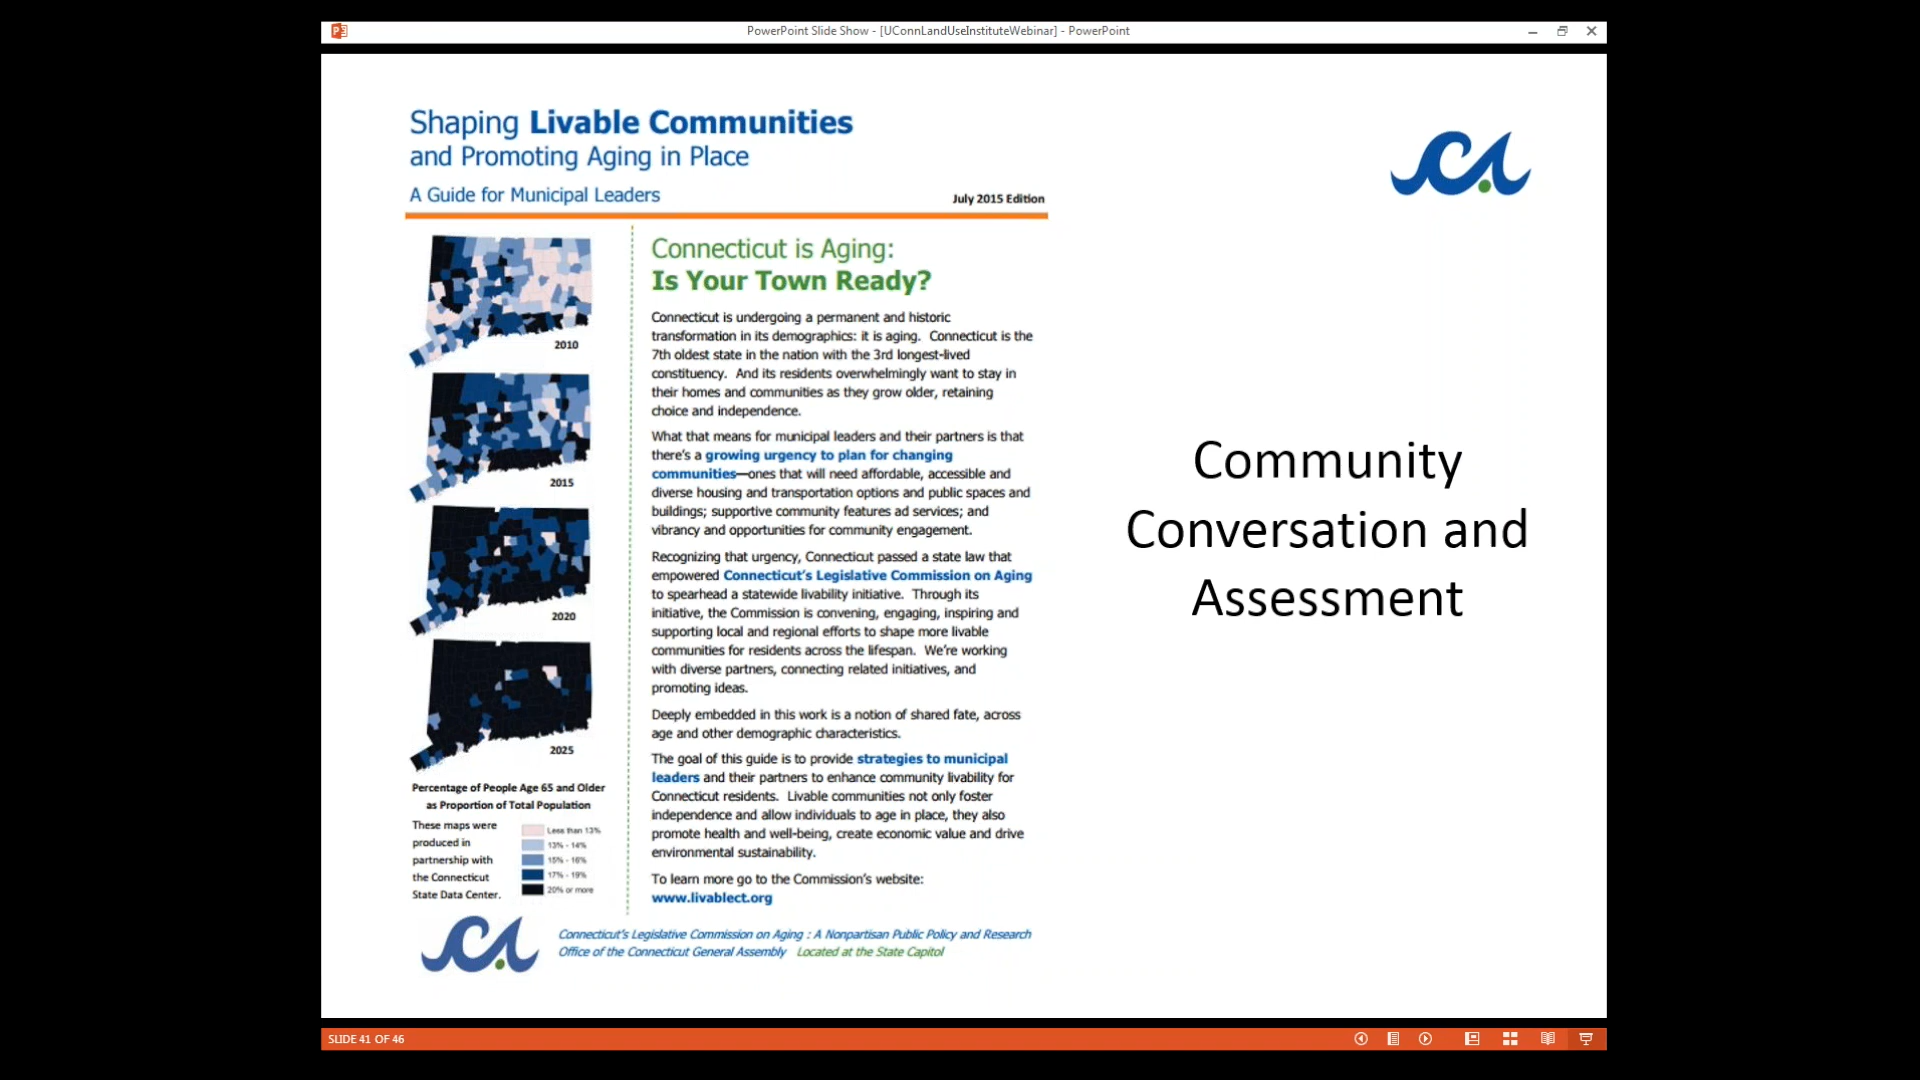 PowerPoint Slide Show - [UConnLandUseInstituteWebinar] - PowerPoint
Shaping Livable Communities
and Promoting Aging in Place
A Guide for Municipal Leaders
July 2015 Edition
2010
2015
2020
2025
Percentage of People Age 65 and Older
as Proportion of Total Population
These maps were
produced in
partnership with
the Connecticut
State Data Center.
Less than 13%
13% - 14%
15% - 16%
17% - 19%
20% or more
Connecticut is Aging:
Is Your Town Ready?
Connecticut is undergoing a permanent and historic
transformation in its demographics: it is aging. Connecticut is the
7th oldest state in the nation with the 3rd longest-lived
constituency. And its residents overwhelmingly want to stay in
their homes and communities as they grow older, retaining
choice and independence.
What that means for municipal leaders and their partners is that
there's a growing urgency to plan for changing
communities—ones that will need affordable, accessible and
diverse housing and transportation options and public spaces and
buildings; supportive community features ad services; and
vibrancy and opportunities for community engagement.
Recognizing that urgency, Connecticut passed a state law that
empowered Connecticut's Legislative Commission on Aging
to spearhead a statewide livability initiative. Through its
initiative, the Commission is convening, engaging, inspiring and
supporting local and regional efforts to shape more livable
communities for residents across the lifespan. We're working
with diverse partners, connecting related initiatives, and
promoting ideas.
Deeply embedded in this work is a notion of shared fate, across
age and other demographic characteristics.
The goal of this guide is to provide strategies to municipal
leaders and their partners to enhance community livability for
Connecticut residents. Livable communities not only foster
independence and allow individuals to age in place, they also
promote health and well-being, create economic value and drive
environmental sustainability.
To learn more go to the Commission's website:
www.livablect.org
CA
Connecticut's Legislative Commission on Aging : A Nonpartisan Public Policy and Research
Office of the Connecticut General Assembly Located at the State Capitol
CA
Community
Conversation and
Assessment
SLIDE 41 OF 46